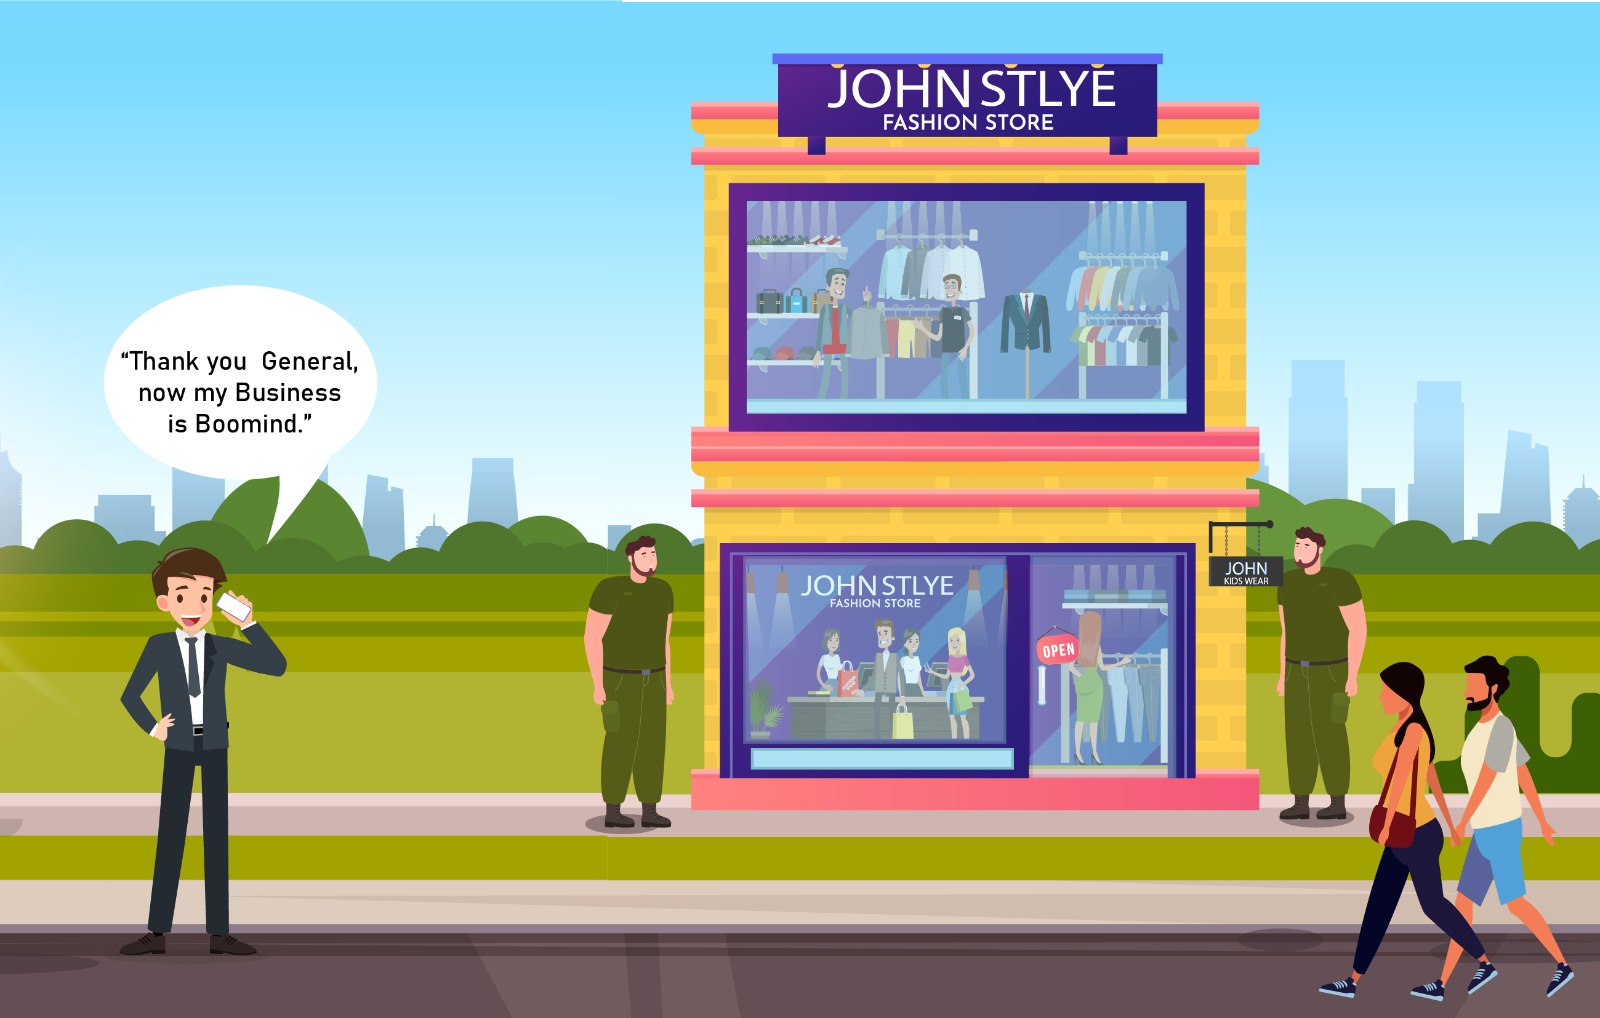 JOHN STLYE
FASHION STORE
“Thank you General,
now my Business
is Boomind.”
JOHN
KIDS WEAR
JOHN STLYE
FASHION STORE
OPEN